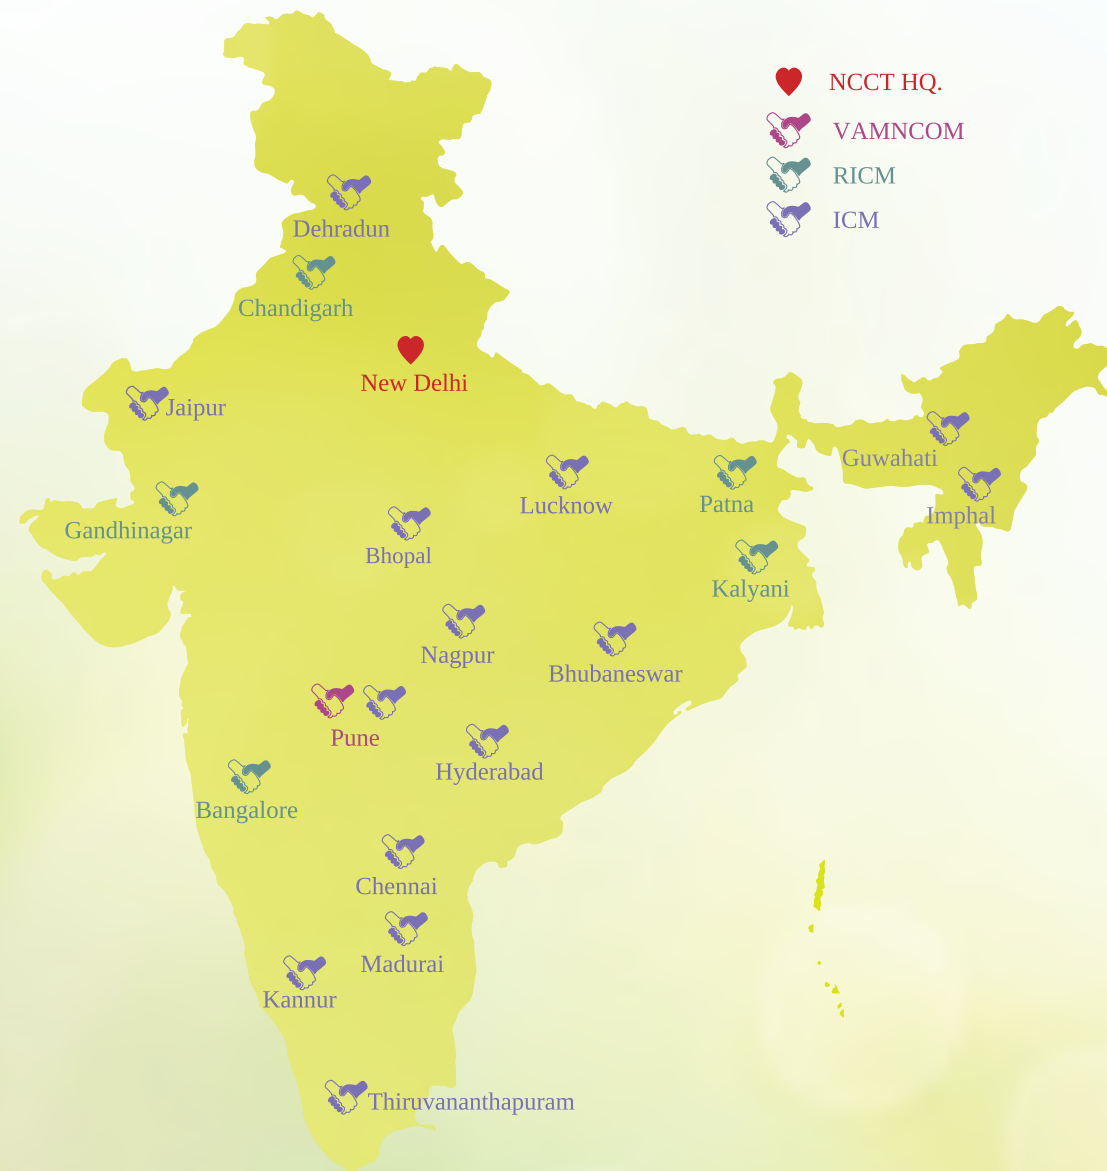 NCCT HQ.
VAMNCOM
RICM
ICM
Dehradun
Chandigarh
New Delhi
Jaipur
Guwahati
Lucknow
Patna
Imphal
Gandhinagar
Bhopal
Kalyani
Nagpur
Bhubaneswar
Pune
Hyderabad
Bangalore
Chennai
Madurai
Kannur
Thiruvananthapuram